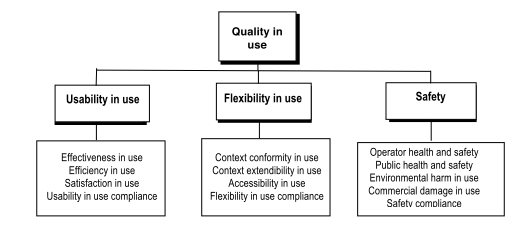 Quality in
use
Usability in use
Flexibility in use
Safety
Effectiveness in use
Efficiency in use
Satisfaction in use
Usability in use compliance
Context conformity in use
Context extendibility in use
Accessibility in use
Flexibility in use compliance
Operator health and safety
Public health and safety
Environmental harm in use
Commercial damage in use
Safety compliance